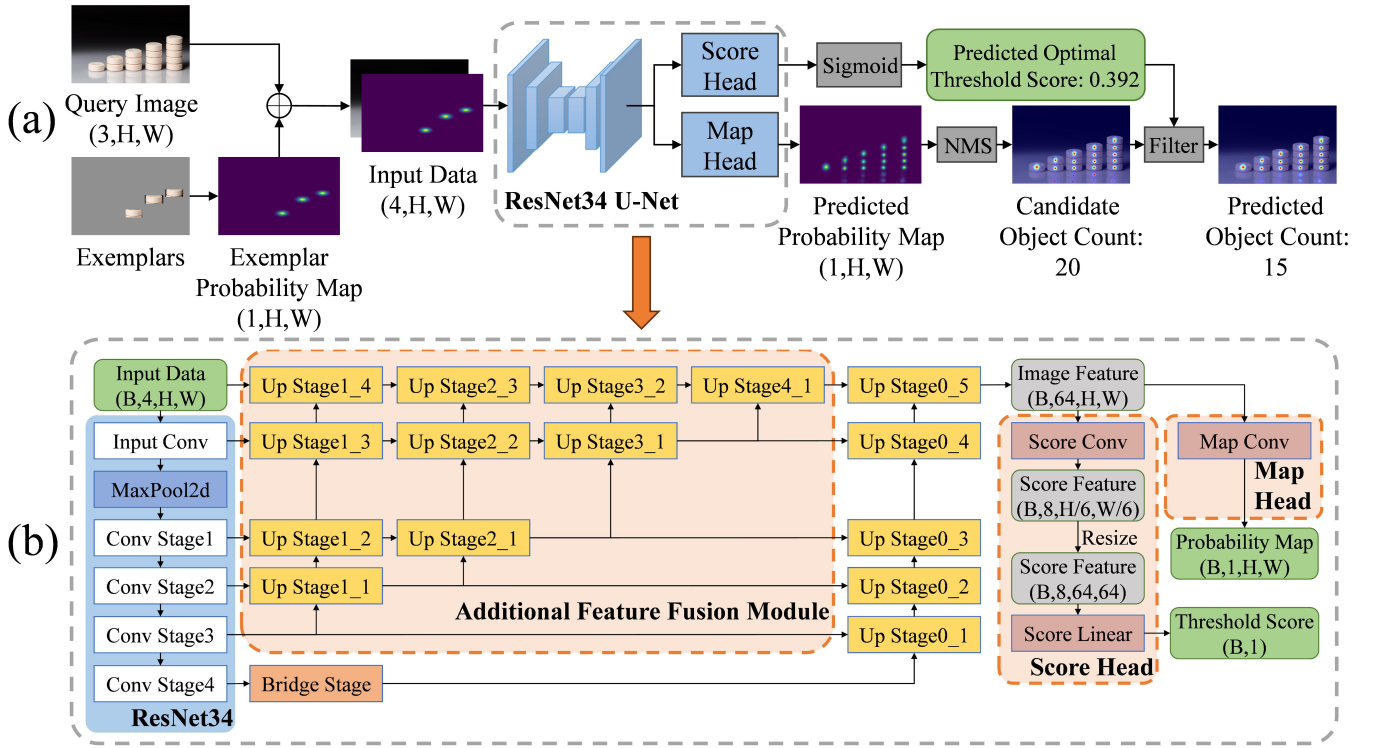 (a)
Query Image
(3,H,W)
Exemplars
Exemplar
Probability Map
(1,H,W)
Input Data
(4,H,W)
ResNet34 U-Net
Score
Head
Map
Head
Sigmoid
Predicted Optimal
Threshold Score: 0.392
Predicted
Probability Map
(1,H,W)
NMS
Candidate
Object Count:
20
Filter
Predicted
Object Count:
15
(b)
Input Data
(B,4,H,W)
Input Conv
MaxPool2d
Conv Stage1
Conv Stage2
Conv Stage3
Conv Stage4
ResNet34
Up Stage1_4
Up Stage2_3
Up Stage3_2
Up Stage4_1
Up Stage1_3
Up Stage2_2
Up Stage3_1
Up Stage1_2
Up Stage2_1
Up Stage1_1
Additional Feature Fusion Module
Bridge Stage
Up Stage0_5
Up Stage0_4
Up Stage0_3
Up Stage0_2
Up Stage0_1
Image Feature
(B,64,H,W)
Score Conv
Score Feature
(B,8,H/6,W/6)
Resize
Score Feature
(B,8,64,64)
Score Linear
Score Head
Map Conv
Map
Head
Probability Map
(B,1,H,W)
Threshold Score
(B,1)